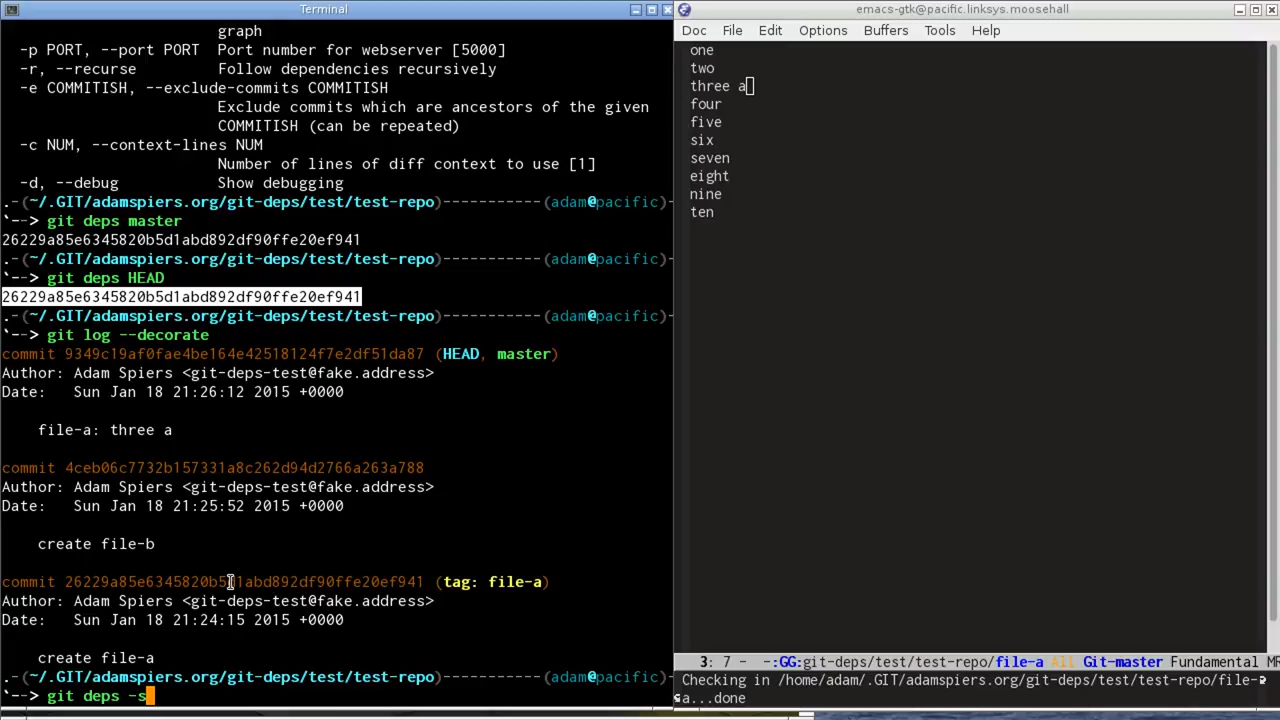 Terminal
graph
-p PORT, --port PORT  Port number for webserver [5000]
-r, --recurse         Follow dependencies recursively
-e COMMITISH, --exclude-commits COMMITISH
Exclude commits which are ancestors of the given
COMMITISH (can be repeated)
-c NUM, --context-lines NUM
Number of lines of diff context to use [1]
-d, --debug           Show debugging
.-(~/.GIT/adamspiers.org/git-deps/test/test-repo)-----------(adam@pacific)-
`--> git deps master
26229a85e6345820b5d1abd892df90ffe20ef941
.-(~/.GIT/adamspiers.org/git-deps/test/test-repo)-----------(adam@pacific)-
`--> git deps HEAD
26229a85e6345820b5d1abd892df90ffe20ef941
.-(~/.GIT/adamspiers.org/git-deps/test/test-repo)-----------(adam@pacific)-
`--> git log --decorate
commit 9349c19af0fae4be164e42518124f7e2df51da87 (HEAD, master)
Author: Adam Spiers <git-deps-test@fake.address>
Date:   Sun Jan 18 21:26:12 2015 +0000
file-a: three a
commit 4ceb06c7732b157331a8c262d94d2766a263a788
Author: Adam Spiers <git-deps-test@fake.address>
Date:   Sun Jan 18 21:25:52 2015 +0000
create file-b
commit 26229a85e6345820b5d1abd892df90ffe20ef941 (tag: file-a)
Author: Adam Spiers <git-deps-test@fake.address>
Date:   Sun Jan 18 21:24:15 2015 +0000
create file-a
.-(~/.GIT/adamspiers.org/git-deps/test/test-repo)-----------(adam@pacific)-
`--> git deps -s
emacs-gtk@pacific.linksys.moosehall
Doc File Edit Options Buffers Tools Help
one
two
three a
four
five
six
seven
eight
nine
ten
3: 7 -  -:GG:git-deps/test/test-repo/file-a All Git-master Fundamental MR
Checking in /home/adam/.GIT/adamspiers.org/git-deps/test/test-repo/file-
a...done